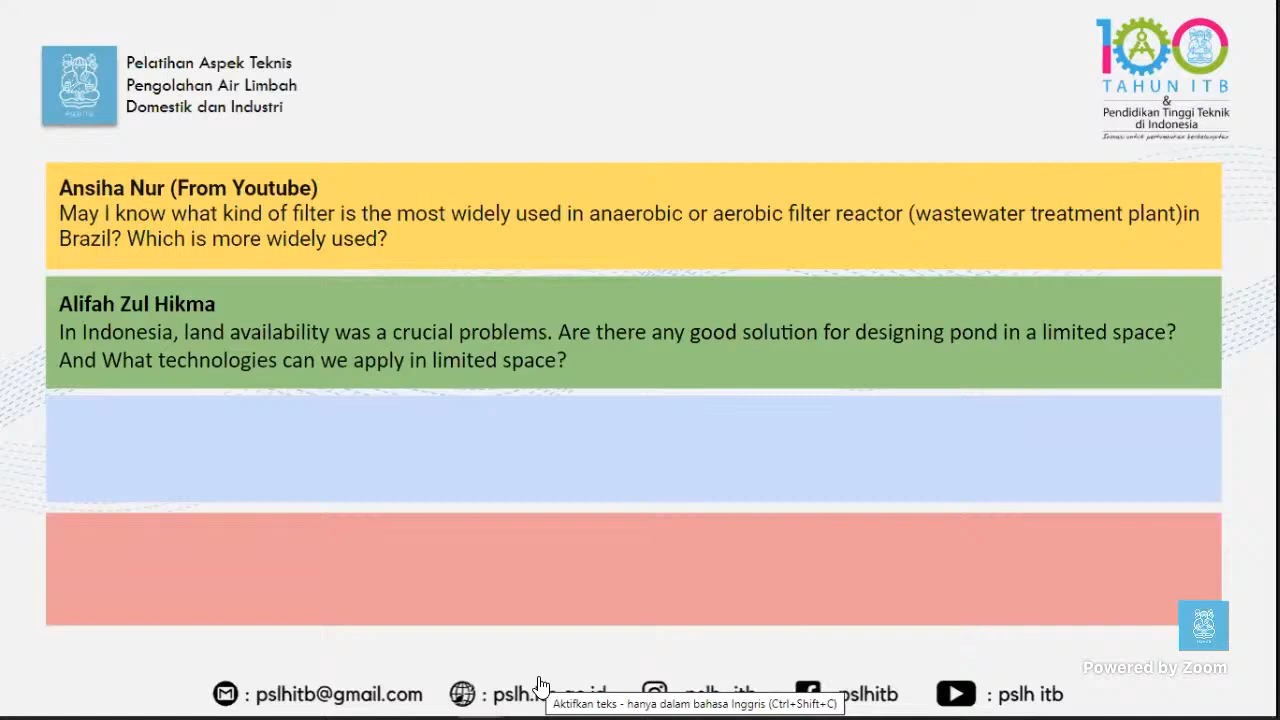 Pelatihan Aspek Teknis
Pengolahan Air Limbah
Domestik dan Industri
100
TAHUN ITB
&
Pendidikan Tinggi Teknik
di Indonesia
Ansiha Nur (From Youtube)
May I know what kind of filter is the most widely used in anaerobic or aerobic filter reactor (wastewater treatment plant)in
Brazil? Which is more widely used?
Alifah Zul Hikma
In Indonesia, land availability was a crucial problems. Are there any good solution for designing pond in a limited space?
And What technologies can we apply in limited space?
Powered by Zoom
: pslhitb@gmail.com
: pslh itb
Aktifkan teks - hanya dalam bahasa Inggris (Ctrl+Shift+C)